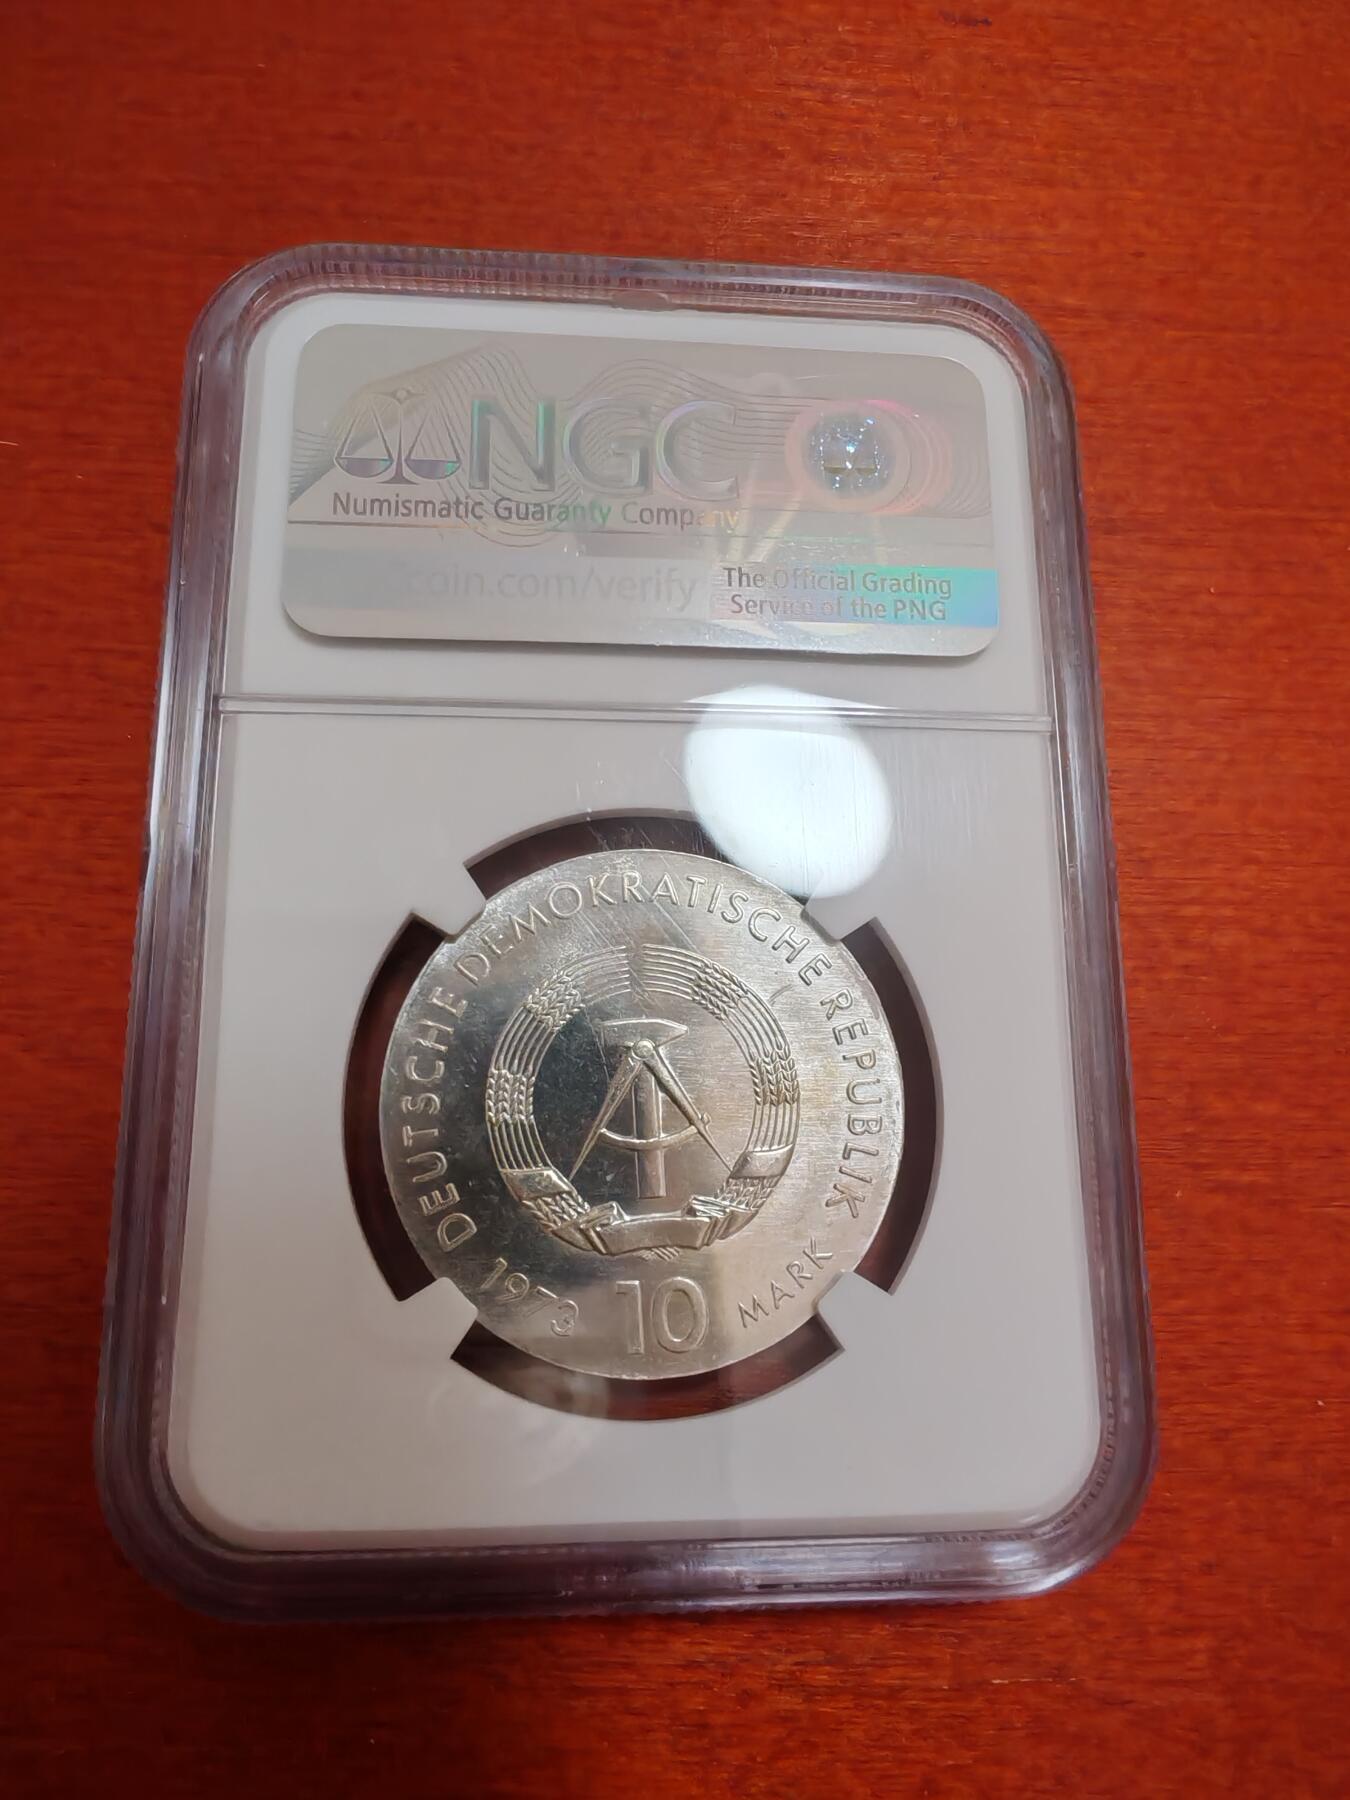 NGC
Numismatic Guaranty Company
coin.com/verify
The Official Grading
Service of the PNG
DEUTSCHE DEMOKRATISCHE REPUBLIK
1973 10 MARK